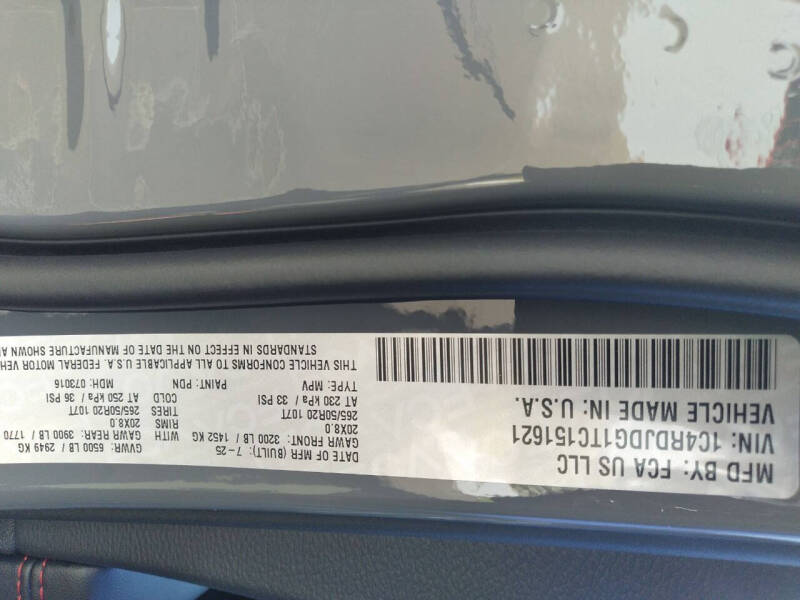 MFD BY: FCA US LLC
DATE OF MFR (BUILT): 7-25
GVWR: 6500 LB / 2949 KG
GAWR FRONT: 3200 LB / 1452 KG
WITH
GAWR REAR: 3900 LB / 1770
20X8.0
RIMS
20X8.0
265/50R20 107T
TIRES
265/50R20 107T
AT 230 kPa / 33 PSI
COLD
AT 250 kPa / 36 PSI
VIN: 1C4RDJDG1TC151621
TYPE: MPV
PAINT: PDN
MDH: 073016
VEHICLE MADE IN: U.S.A.
THIS VEHICLE CONFORMS TO ALL APPLICABLE U.S.A. FEDERAL MOTOR VEH
STANDARDS IN EFFECT ON THE DATE OF MANUFACTURE SHOWN